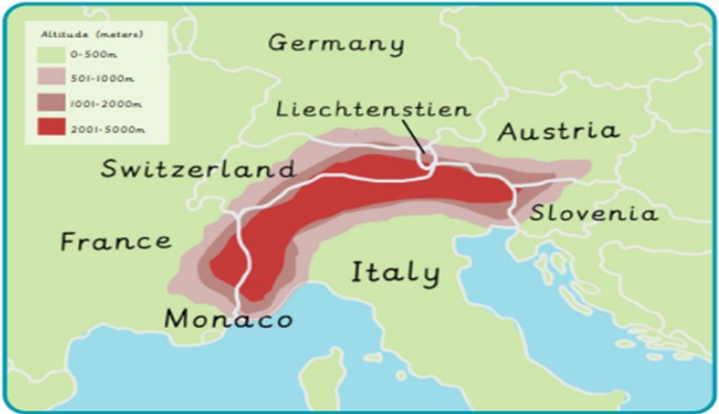 Altitude (meters)
0-500m
501-1000m
1001-2000m
2001-5000m
Germany
Liechtenstien
Austria
Switzerland
Slovenia
France
Italy
Monaco